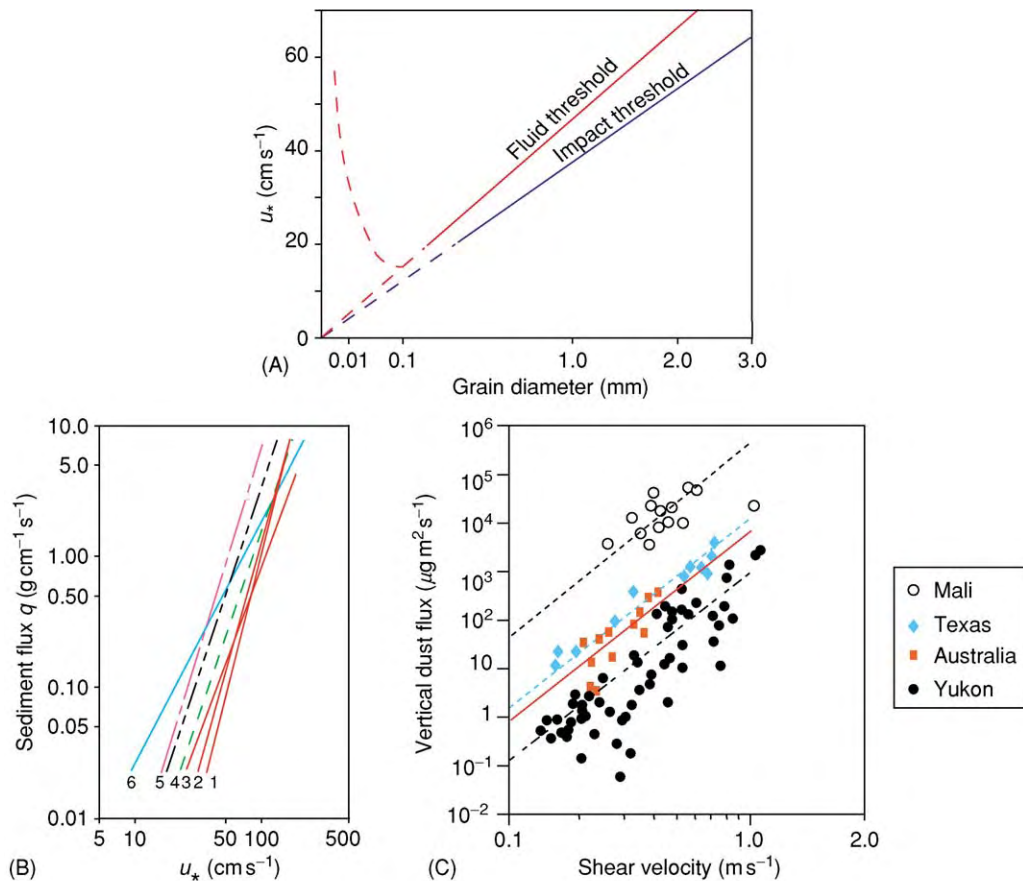 60
40
20
0
u* (cm s−1)
Fluid threshold
Impact threshold
0.01
0.1
1.0
2.0
3.0
(A)
Grain diameter (mm)
10.0
5.0
1.00
0.50
0.10
0.05
0.01
Sediment flux q (g cm−1 s−1)
6
5
4
3
2
1
5
10
50
100
500
(B)
u* (cm s−1)
10⁶
10⁵
10⁴
10³
10²
10
1
10−1
10−2
Vertical dust flux (μg m2 s−1)
0.1
1.0
2.0
(C)
Shear velocity (m s−1)
Mali
Texas
Australia
Yukon